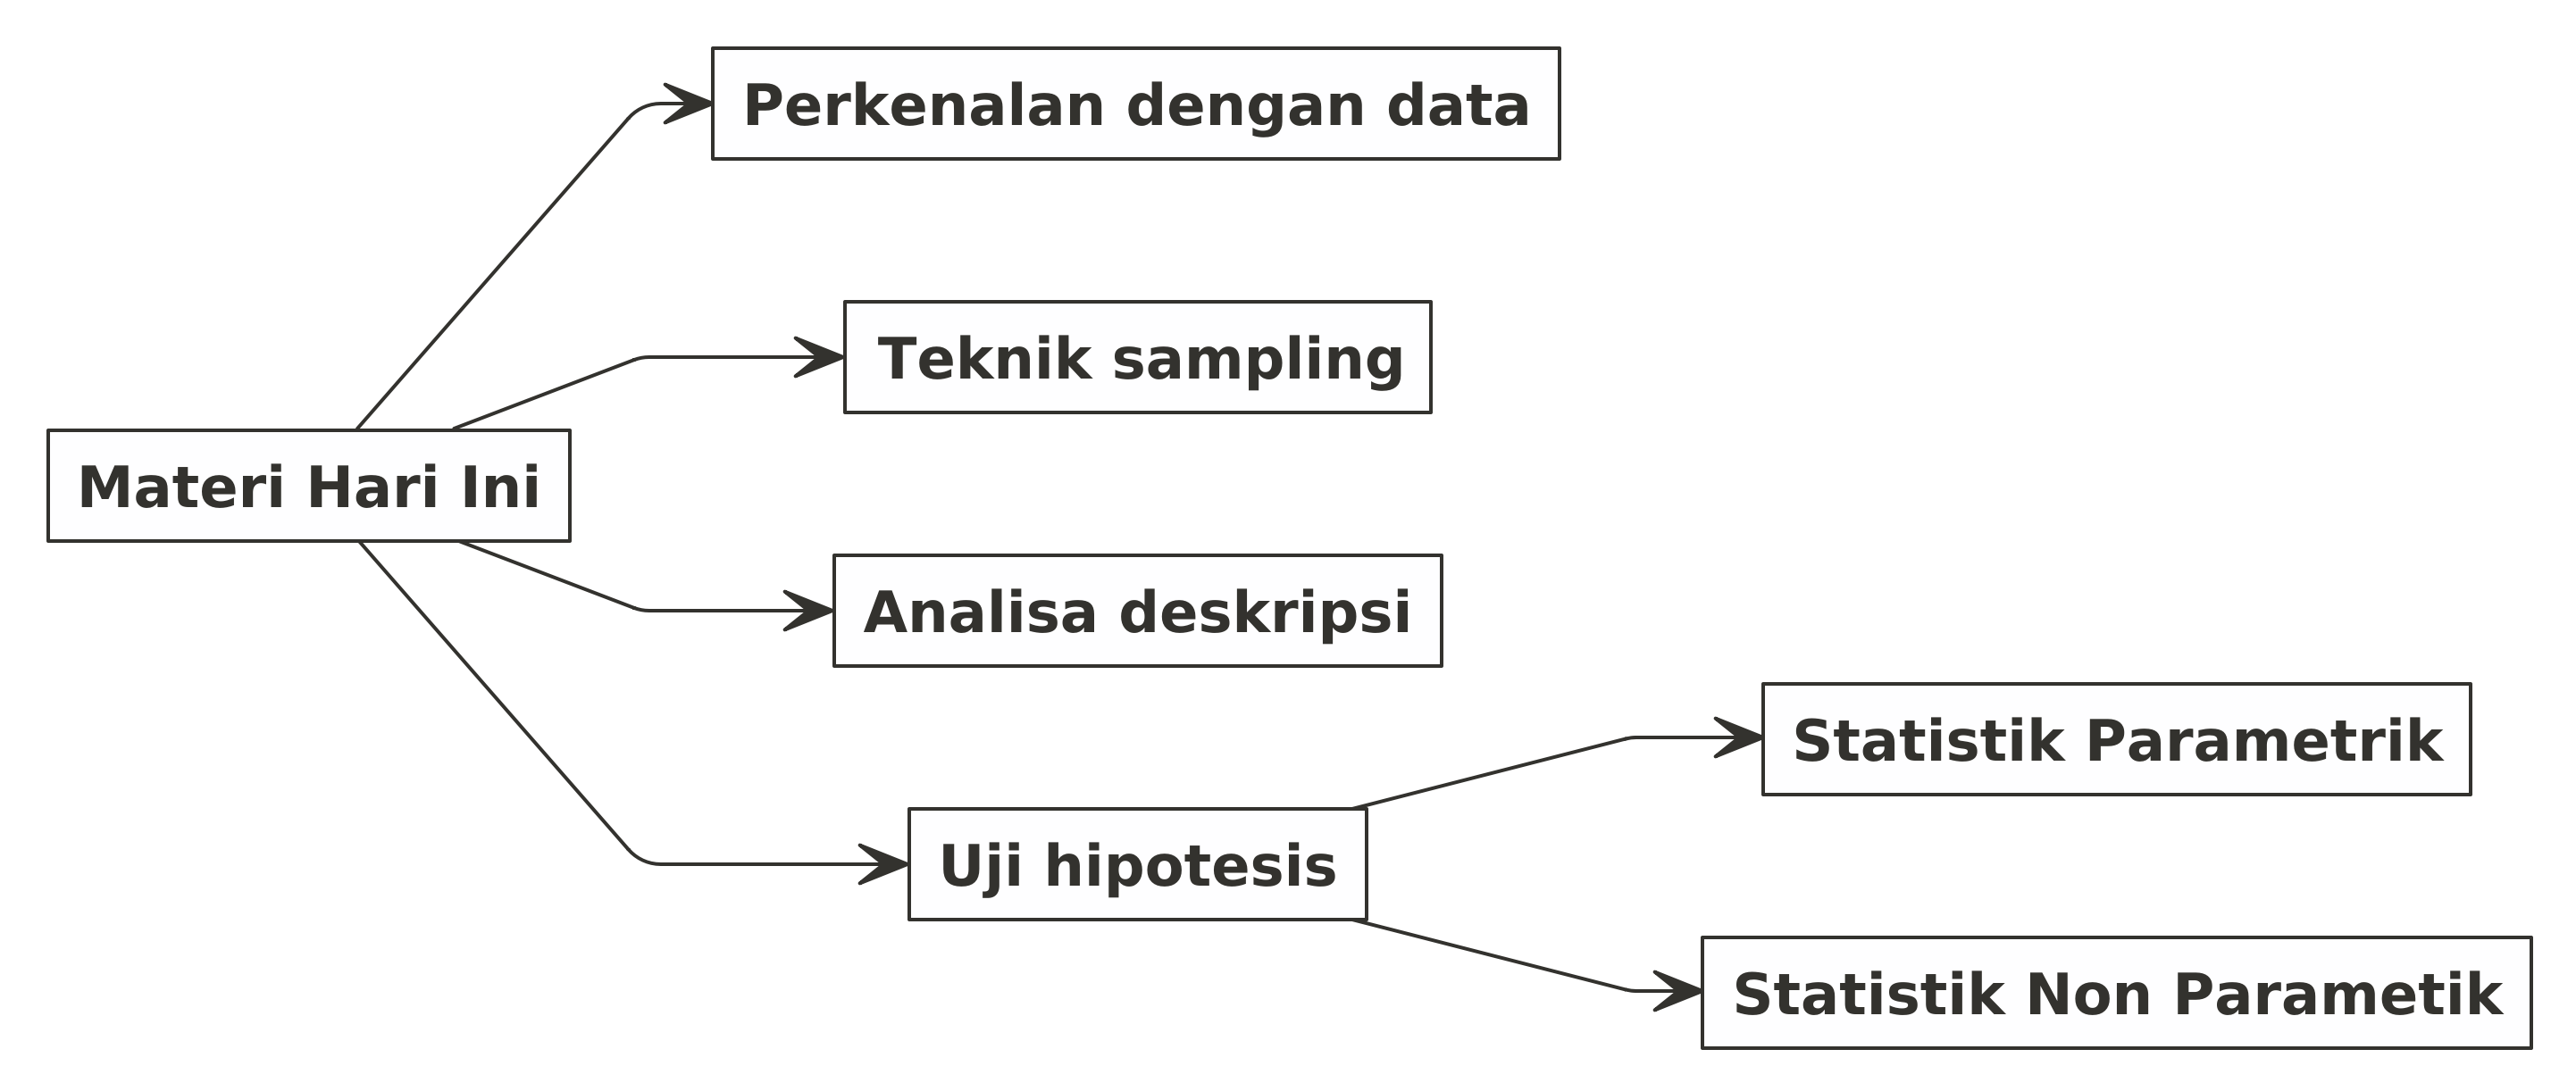 Perkenalan dengan data
Teknik sampling
Materi Hari Ini
Analisa deskripsi
Statistik Parametrik
Uji hipotesis
Statistik Non Parametik